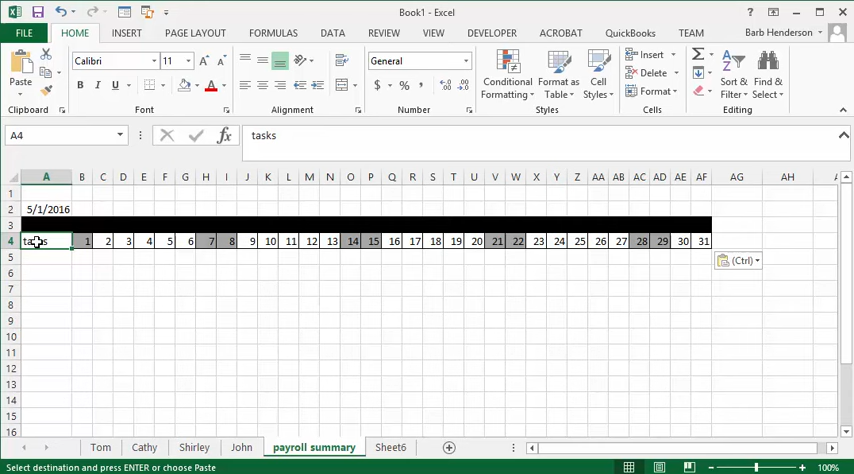 Book1 - Excel
FILE HOME INSERT PAGE LAYOUT FORMULAS DATA REVIEW VIEW DEVELOPER ACROBAT QuickBooks TEAM Barb Henderson
Calibri 11 General
Paste B I U $ % Conditional Formatting Format as Table Cell Styles Insert Delete Format Sort & Filter Find & Select
Clipboard Font Alignment Number Styles Cells Editing
A4 fx tasks
A B C D E F G H I J K L M N O P Q R S T U V W X Y Z AA AB AC AD AE AF AG AH
1
2 5/1/2016
3
4 tasks 1 2 3 4 5 6 7 8 9 10 11 12 13 14 15 16 17 18 19 20 21 22 23 24 25 26 27 28 29 30 31
5 (Ctrl)
6
7
8
9
10
11
12
13
14
15
16
Tom Cathy Shirley John payroll summary Sheet6
Select destination and press ENTER or choose Paste 100%